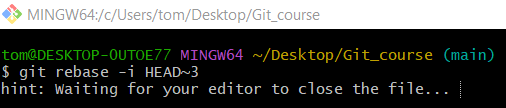 MINGW64:/c/Users/tom/Desktop/Git_course
tom@DESKTOP-OUTOE77 MINGW64 ~/Desktop/Git_course (main)
$ git rebase -i HEAD~3
hint: Waiting for your editor to close the file...